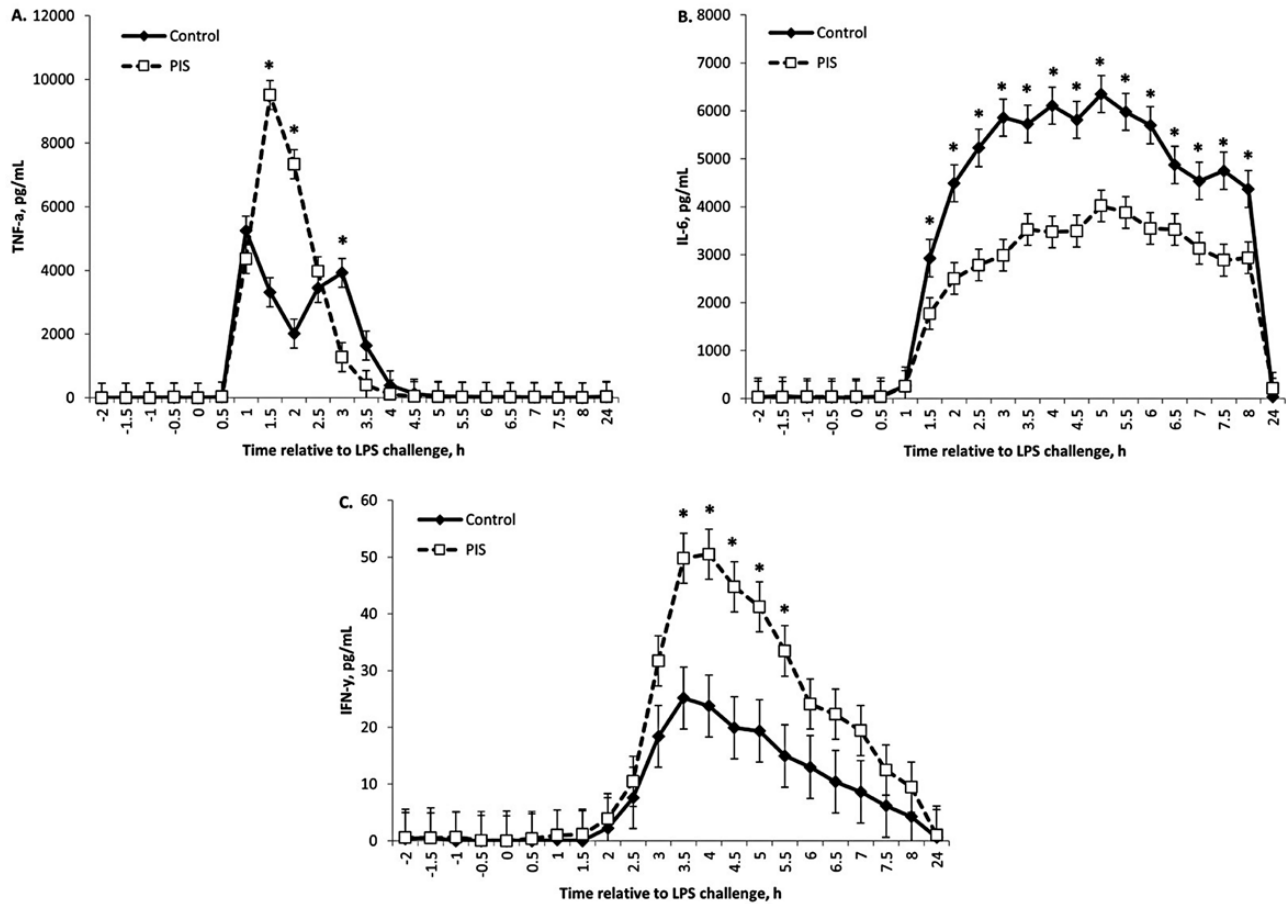 A.
12000
10000
8000
6000
4000
2000
0
TNF-a, pg/mL
Control
PIS
*
*
*
-2 -1.5 -1 -0.5 0 0.5 1 1.5 2 2.5 3 3.5 4 4.5 5 5.5 6 6.5 7 7.5 8 24
Time relative to LPS challenge, h
B.
8000
7000
6000
5000
4000
3000
2000
1000
0
IL-6, pg/mL
Control
PIS
* * * * * * * * * * * * * *
-2 -1.5 -1 -0.5 0 0.5 1 1.5 2 2.5 3 3.5 4 4.5 5 5.5 6 6.5 7 7.5 8 24
Time relative to LPS challenge, h
C.
60
50
40
30
20
10
0
IFN-y, pg/mL
Control
PIS
* * * * *
-2 -1.5 -1 -0.5 0 0.5 1 1.5 2 2.5 3 3.5 4 4.5 5 5.5 6 6.5 7 7.5 8 24
Time relative to LPS challenge, h